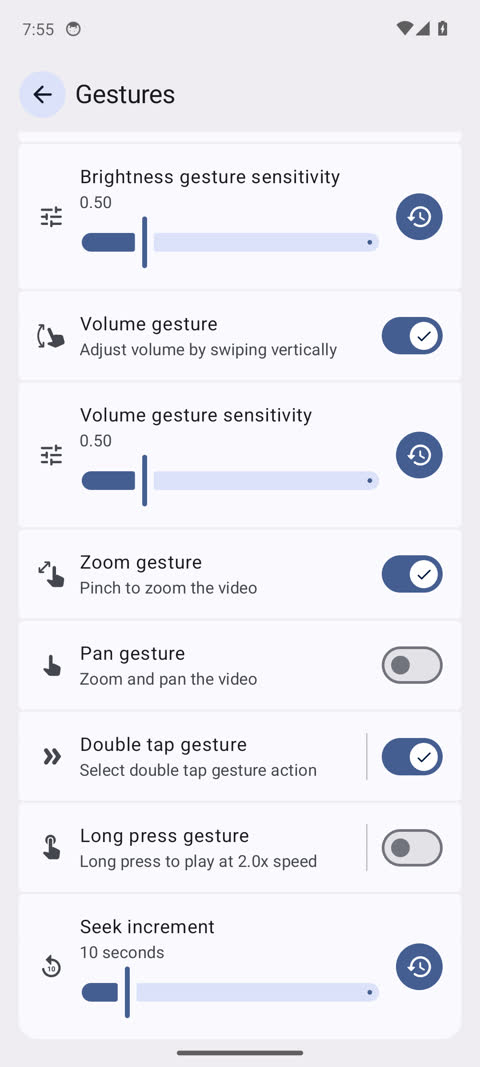 7:55
Gestures
Brightness gesture sensitivity
0.50
Volume gesture
Adjust volume by swiping vertically
Volume gesture sensitivity
0.50
Zoom gesture
Pinch to zoom the video
Pan gesture
Zoom and pan the video
Double tap gesture
Select double tap gesture action
Long press gesture
Long press to play at 2.0x speed
Seek increment
10 seconds
10